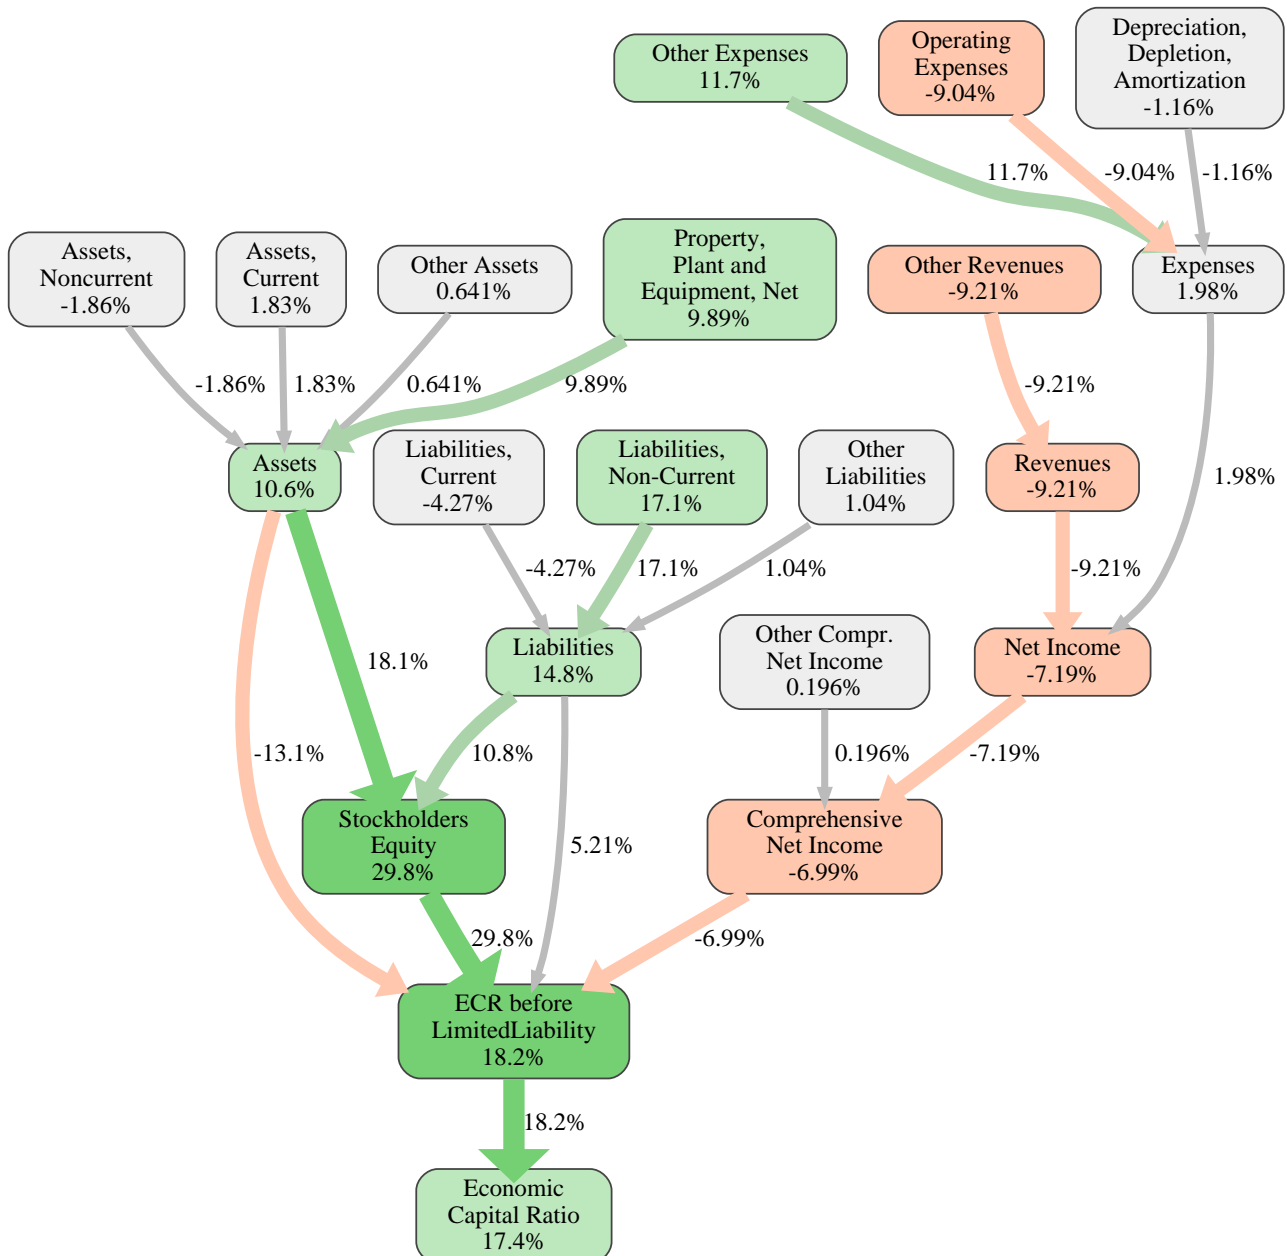 Other Expenses
11.7%
Operating
Expenses
-9.04%
Depreciation,
Depletion,
Amortization
-1.16%
11.7%
-9.04%
-1.16%
Assets,
Noncurrent
-1.86%
Assets,
Current
1.83%
Other Assets
0.641%
Property,
Plant and
Equipment, Net
9.89%
Other Revenues
-9.21%
Expenses
1.98%
-1.86%
1.83%
0.641%
9.89%
-9.21%
Assets
10.6%
Liabilities,
Current
-4.27%
Liabilities,
Non-Current
17.1%
Other
Liabilities
1.04%
Revenues
-9.21%
1.98%
-4.27%
17.1%
1.04%
-9.21%
18.1%
Liabilities
14.8%
Other Compr.
Net Income
0.196%
Net Income
-7.19%
-13.1%
10.8%
0.196%
-7.19%
Stockholders
Equity
29.8%
5.21%
Comprehensive
Net Income
-6.99%
29.8%
-6.99%
ECR before
LimitedLiability
18.2%
18.2%
Economic
Capital Ratio
17.4%